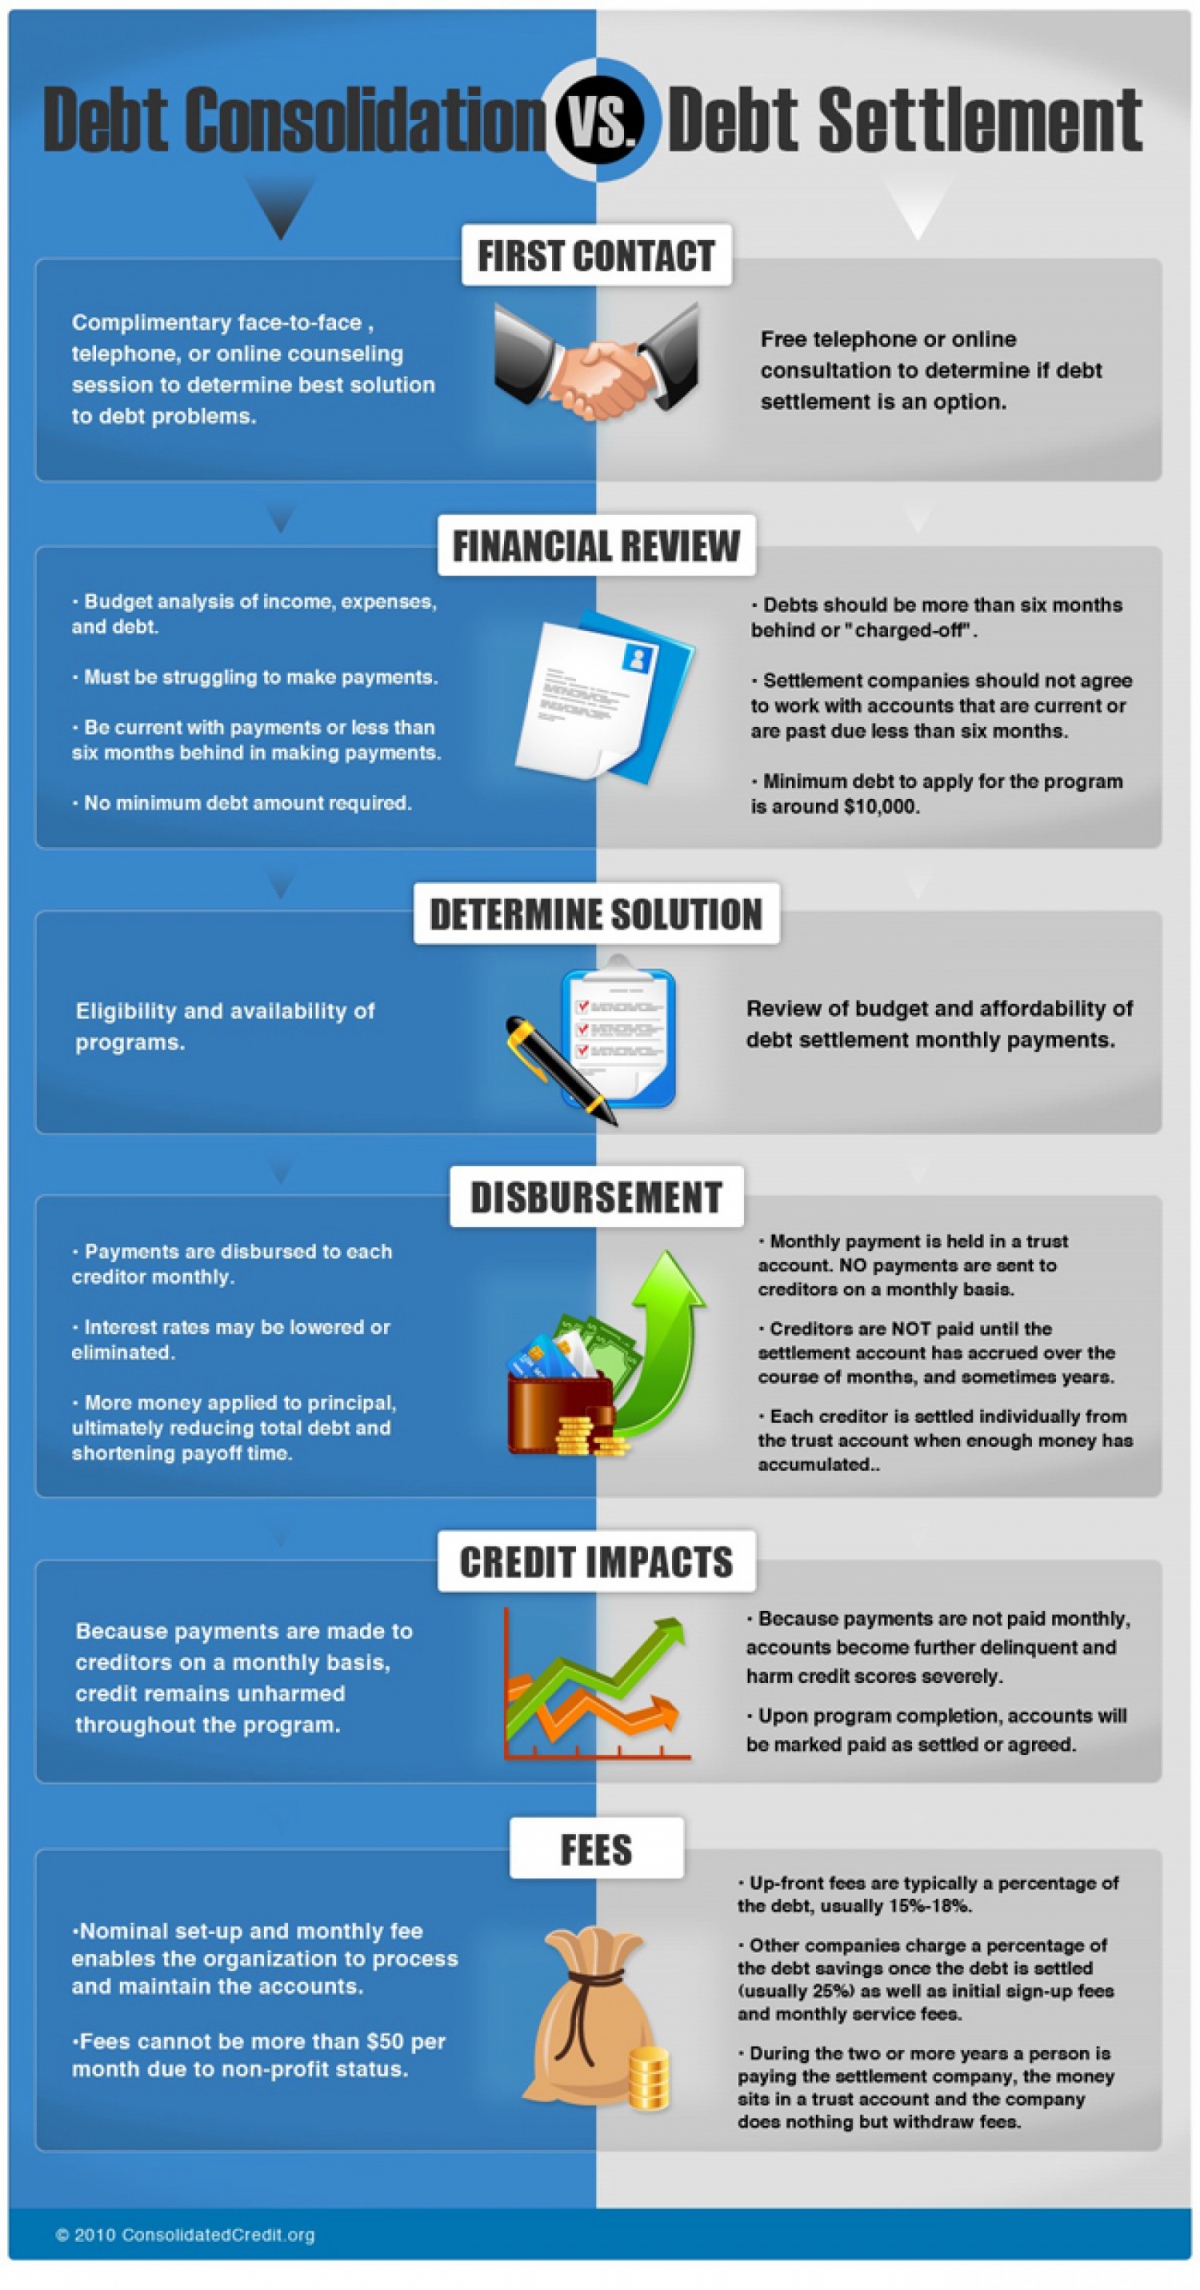 Debt Consolidation VS. Debt Settlement
FIRST CONTACT
Complimentary face-to-face ,
telephone, or online counseling
session to determine best solution
to debt problems.
Free telephone or online
consultation to determine if debt
settlement is an option.
FINANCIAL REVIEW
· Budget analysis of income, expenses,
and debt.
· Must be struggling to make payments.
· Be current with payments or less than
six months behind in making payments.
· No minimum debt amount required.
· Debts should be more than six months
behind or "charged-off".
· Settlement companies should not agree
to work with accounts that are current or
are past due less than six months.
· Minimum debt to apply for the program
is around $10,000.
DETERMINE SOLUTION
Eligibility and availability of
programs.
Review of budget and affordability of
debt settlement monthly payments.
DISBURSEMENT
· Payments are disbursed to each
creditor monthly.
· Interest rates may be lowered or
eliminated.
· More money applied to principal,
ultimately reducing total debt and
shortening payoff time.
· Monthly payment is held in a trust
account. NO payments are sent to
creditors on a monthly basis.
· Creditors are NOT paid until the
settlement account has accrued over the
course of months, and sometimes years.
· Each creditor is settled individually from
the trust account when enough money has
accumulated..
CREDIT IMPACTS
Because payments are made to
creditors on a monthly basis,
credit remains unharmed
throughout the program.
· Because payments are not paid monthly,
accounts become further delinquent and
harm credit scores severely.
· Upon program completion, accounts will
be marked paid as settled or agreed.
FEES
·Nominal set-up and monthly fee
enables the organization to process
and maintain the accounts.
·Fees cannot be more than $50 per
month due to non-profit status.
· Up-front fees are typically a percentage of
the debt, usually 15%-18%.
· Other companies charge a percentage of
the debt savings once the debt is settled
(usually 25%) as well as initial sign-up fees
and monthly service fees.
· During the two or more years a person is
paying the settlement company, the money
sits in a trust account and the company
does nothing but withdraw fees.
© 2010 ConsolidatedCredit.org